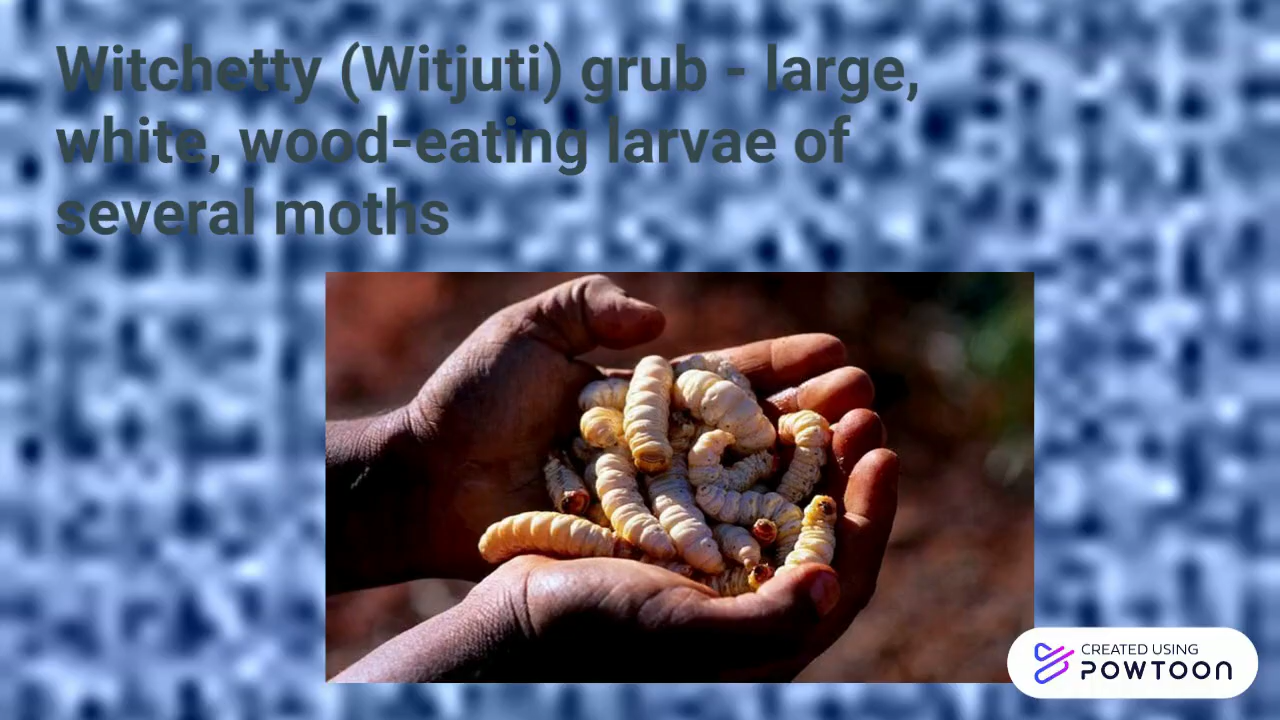 Witchetty (Witjuti) grub - large,
white, wood-eating larvae of
several moths
CREATED USING
POWTOON